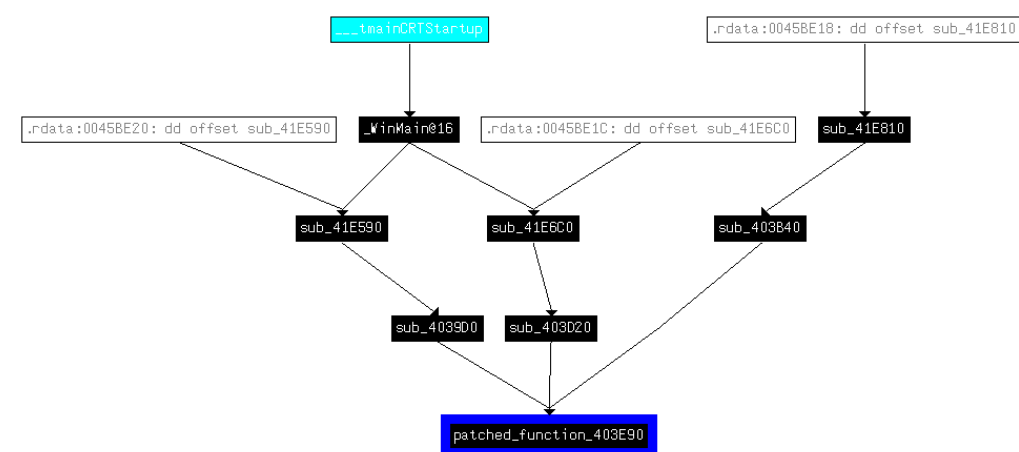 ___tmainCRTStartup
.rdata:0045BE18: dd offset sub_41E810
.rdata:0045BE20: dd offset sub_41E590
_WinMain@16
.rdata:0045BE1C: dd offset sub_41E6C0
sub_41E810
sub_41E590
sub_41E6C0
sub_403B40
sub_4039D0
sub_403D20
patched_function_403E90